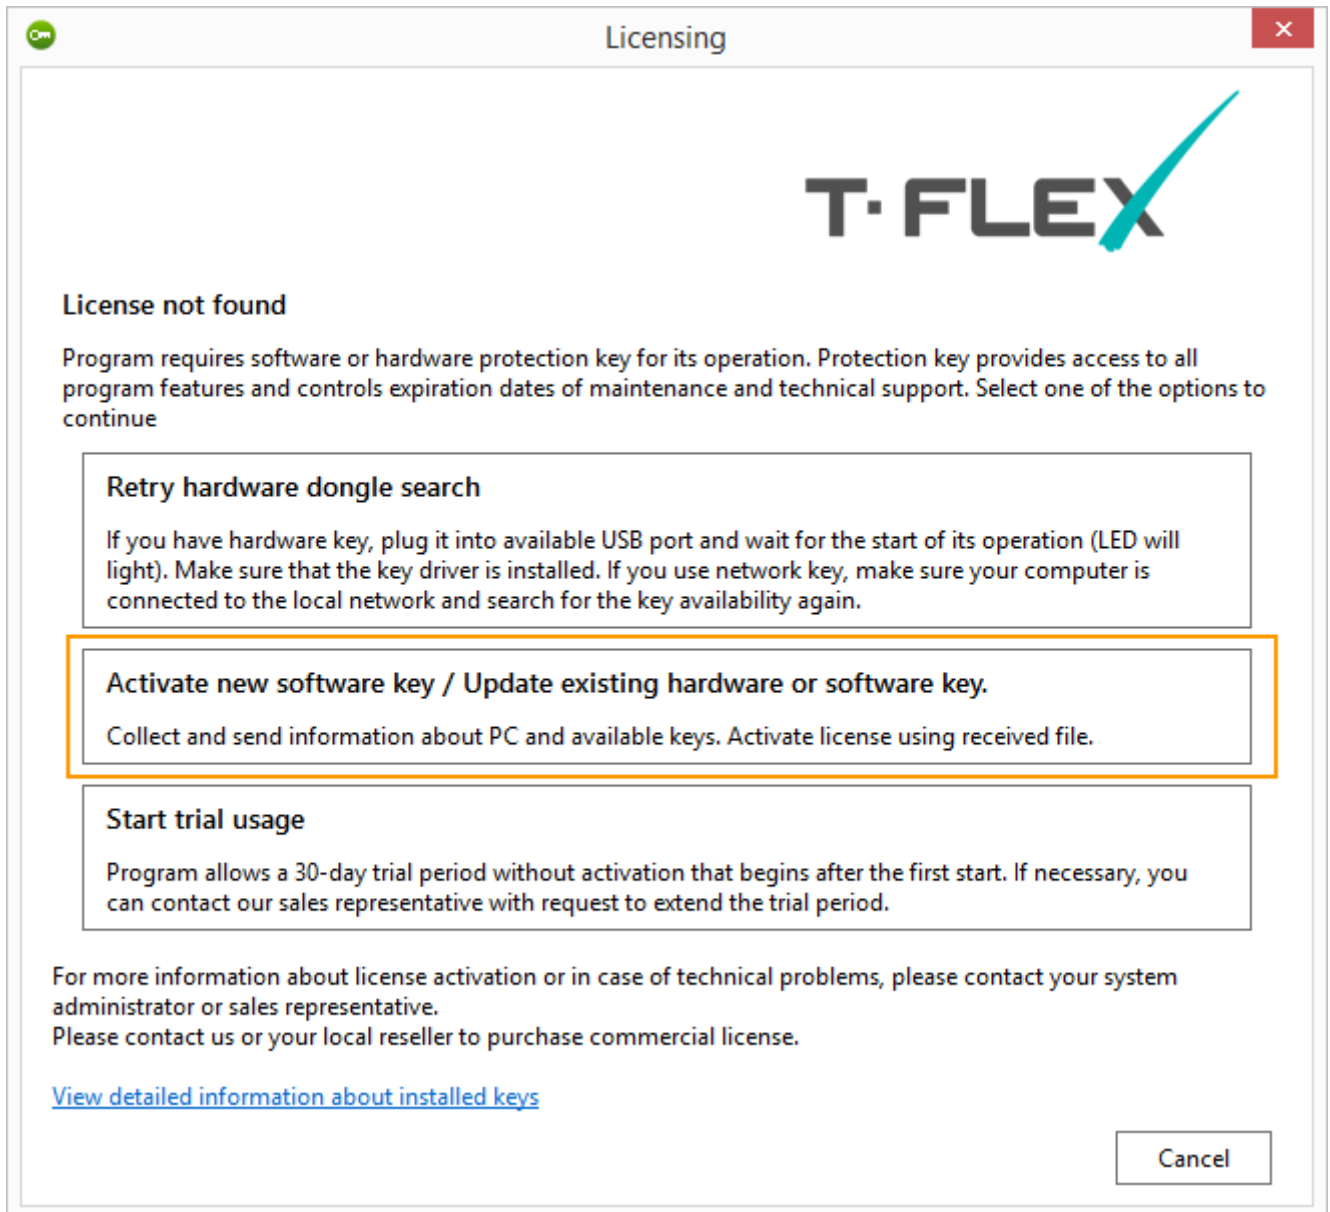 Licensing
T·FLEX
License not found
Program requires software or hardware protection key for its operation. Protection key provides access to all
program features and controls expiration dates of maintenance and technical support. Select one of the options to
continue
Retry hardware dongle search
If you have hardware key, plug it into available USB port and wait for the start of its operation (LED will
light). Make sure that the key driver is installed. If you use network key, make sure your computer is
connected to the local network and search for the key availability again.
Activate new software key / Update existing hardware or software key.
Collect and send information about PC and available keys. Activate license using received file.
Start trial usage
Program allows a 30-day trial period without activation that begins after the first start. If necessary, you
can contact our sales representative with request to extend the trial period.
For more information about license activation or in case of technical problems, please contact your system
administrator or sales representative.
Please contact us or your local reseller to purchase commercial license.
View detailed information about installed keys
Cancel